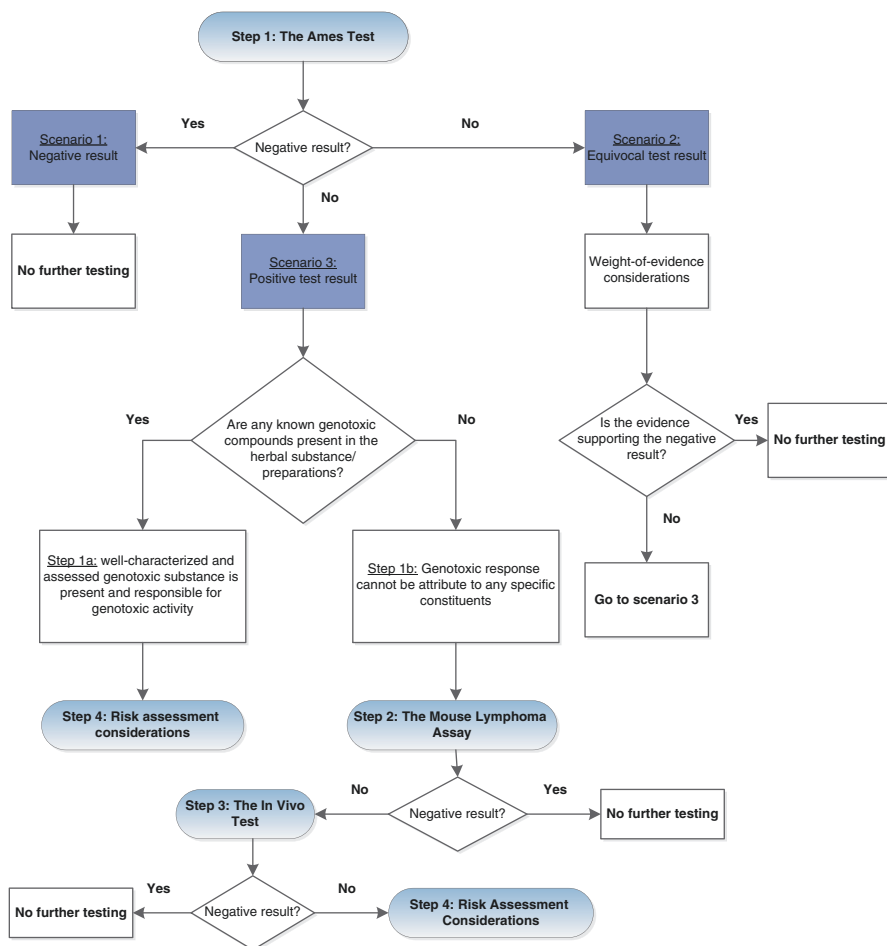 Step 1: The Ames Test
Yes
No
Scenario 1:
Negative result
Negative result?
Scenario 2:
Equivocal test result
No
No further testing
Scenario 3:
Positive test result
Weight-of-evidence
considerations
Yes
No
Are any known genotoxic
compounds present in the
herbal substance/
preparations?
Is the evidence
supporting the negative
result?
Yes
No further testing
No
Step 1a: well-characterized and
assessed genotoxic substance is
present and responsible for
genotoxic activity
Step 1b: Genotoxic response
cannot be attribute to any specific
constituents
Go to scenario 3
Step 4: Risk assessment
considerations
Step 2: The Mouse Lymphoma
Assay
No
Yes
Step 3: The In Vivo
Test
Negative result?
No further testing
Yes
No
No further testing
Negative result?
Step 4: Risk Assessment
Considerations